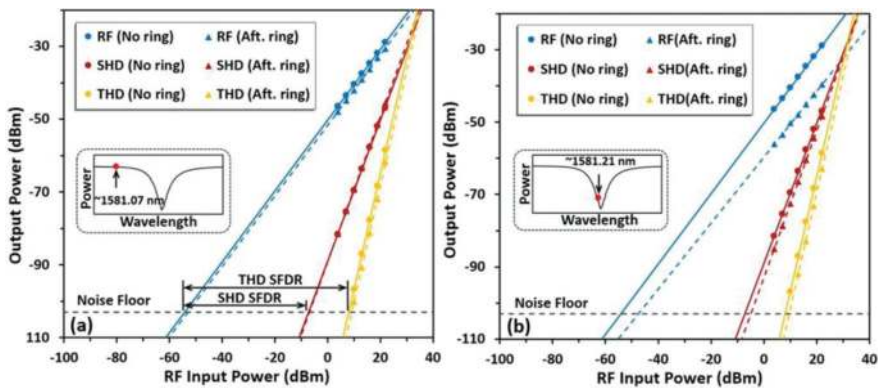 -30
-50
-70
-90
110
-100
-80
-60
-40
-20
0
20
40
Output Power (dBm)
RF Input Power (dBm)
RF (No ring)
RF (Aft. ring)
SHD (No ring)
SHD (Aft. ring)
THD (No ring)
THD (Aft. ring)
Power
~1581.07 nm
Wavelength
THD SFDR
SHD SFDR
Noise Floor
(a)
-30
-50
-70
-90
-110
-100
-80
-60
-40
-20
0
20
40
Output Power (dBm)
RF Input Power (dBm)
RF (No ring)
RF(Aft. ring)
SHD (No ring)
SHD(Aft. ring)
THD (No ring)
THD(Aft. ring)
~1581.21 nm
Power
Wavelength
Noise Floor
(b)